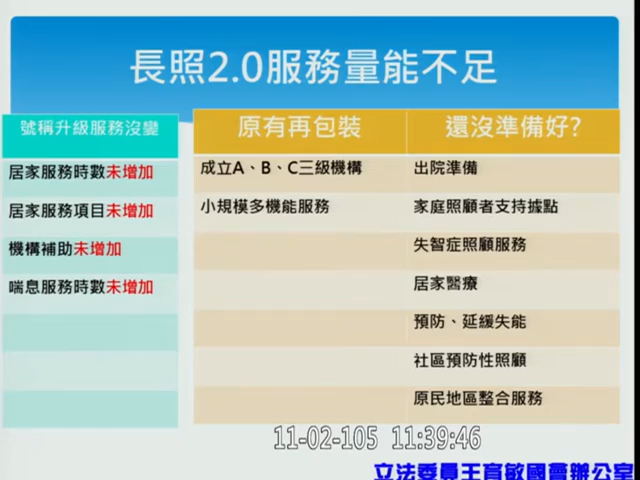 長照2.0服務量能不足
號稱升級服務沒變
居家服務時數未增加
居家服務項目未增加
機構補助未增加
喘息服務時數未增加
原有再包裝
還沒準備好?
成立A、B、C三級機構
出院準備
小規模多機能服務
家庭照顧者支持據點
失智症照顧服務
居家醫療
預防、延緩失能
社區預防性照顧
原民地區整合服務
11-02-105 11:39:46
立法委員王育敏國會辦公室